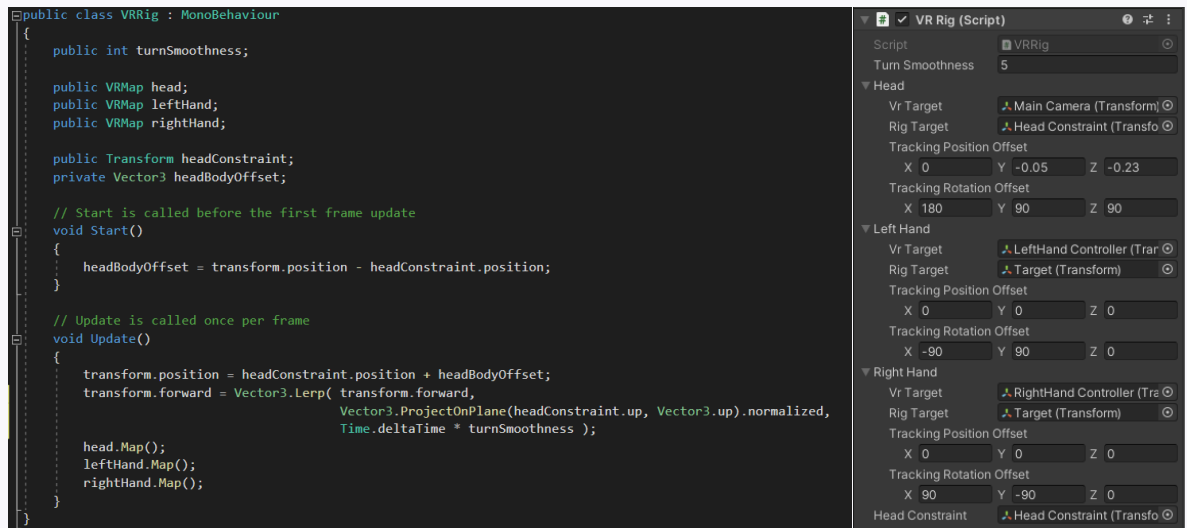 public class VRRig : MonoBehaviour
{
public int turnSmoothness;
public VRMap head;
public VRMap leftHand;
public VRMap rightHand;
public Transform headConstraint;
private Vector3 headBodyOffset;
// Start is called before the first frame update
void Start()
{
headBodyOffset = transform.position - headConstraint.position;
}
// Update is called once per frame
void Update()
{
transform.position = headConstraint.position + headBodyOffset;
transform.forward = Vector3.Lerp( transform.forward,
Vector3.ProjectOnPlane(headConstraint.up, Vector3.up).normalized,
Time.deltaTime * turnSmoothness );
head.Map();
leftHand.Map();
rightHand.Map();
}
}
# VR Rig (Script)
Script # VRRig
Turn Smoothness 5
Head
Vr Target Main Camera (Transform)
Rig Target Head Constraint (Transfo
Tracking Position Offset
X 0 Y -0.05 Z -0.23
Tracking Rotation Offset
X 180 Y 90 Z 90
Left Hand
Vr Target LeftHand Controller (Tran
Rig Target Target (Transform)
Tracking Position Offset
X 0 Y 0 Z 0
Tracking Rotation Offset
X -90 Y 90 Z 0
Right Hand
Vr Target RightHand Controller (Tra
Rig Target Target (Transform)
Tracking Position Offset
X 0 Y 0 Z 0
Tracking Rotation Offset
X 90 Y -90 Z 0
Head Constraint Head Constraint (Transfo